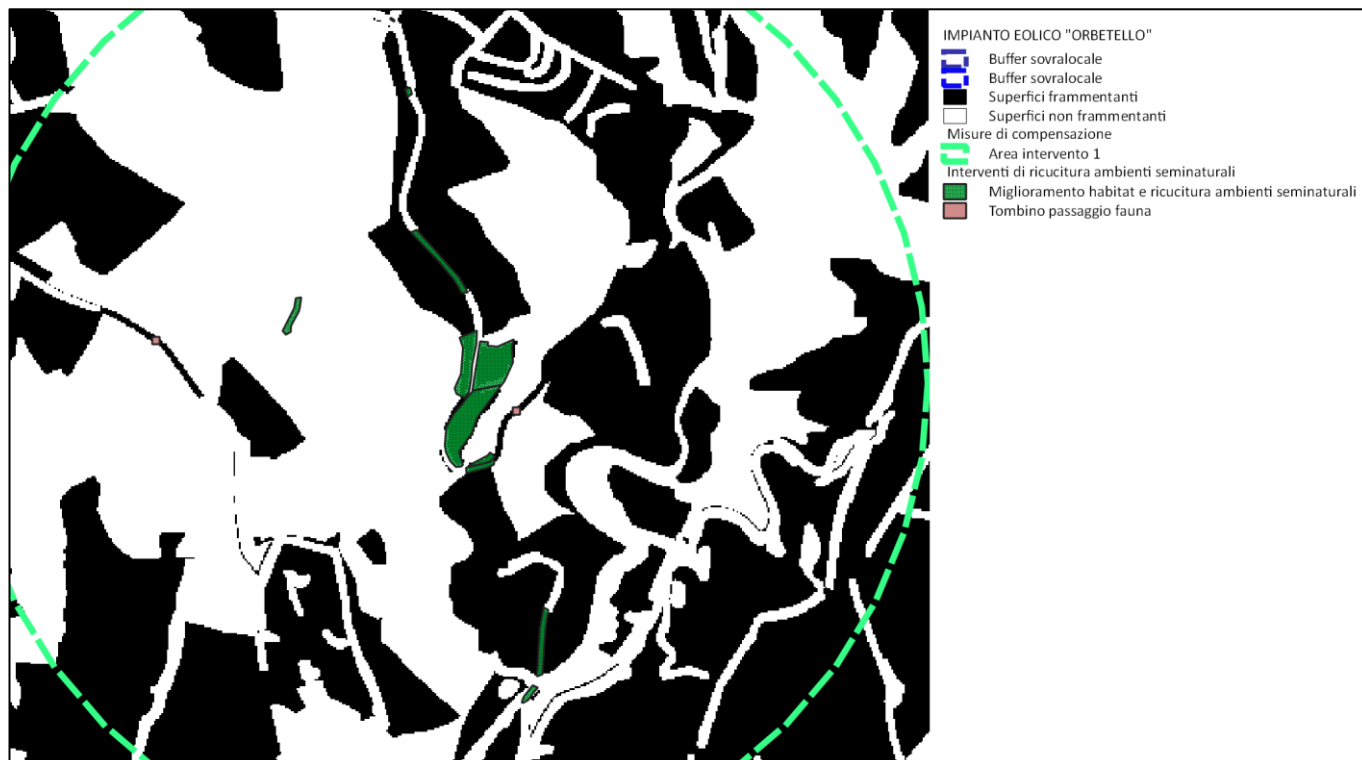 IMPIANTO EOLICO "ORBETELLO"
Buffer sovralocale
Buffer sovralocale
Superfici frammentanti
Superfici non frammentanti
Misure di compensazione
Area intervento 1
Interventi di ricucitura ambienti seminaturali
Miglioramento habitat e ricucitura ambienti seminaturali
Tombino passaggio fauna